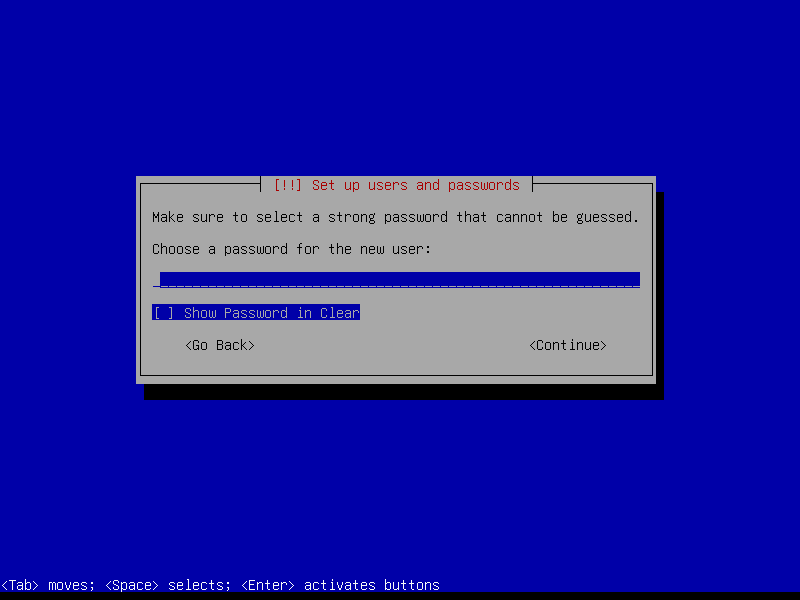 [!!] Set up users and passwords
Make sure to select a strong password that cannot be guessed.
Choose a password for the new user:
[ ] Show Password in Clear
<Go Back> <Continue>
<Tab> moves; <Space> selects; <Enter> activates buttons